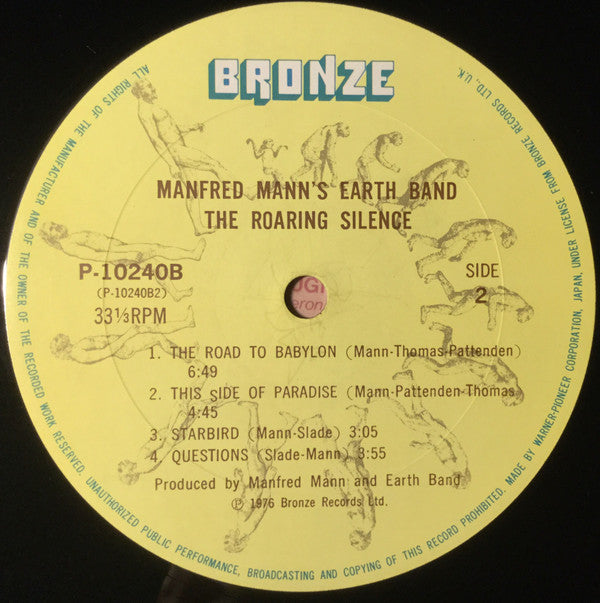 BRONZE
MANFRED MANN'S EARTH BAND
THE ROARING SILENCE
P-10240B
(P-10240B2)
33⅓RPM
SIDE
2
1. THE ROAD TO BABYLON (Mann-Thomas-Pattenden)
6:49
2. THIS SIDE OF PARADISE (Mann-Pattenden-Thomas
4:45
3. STARBIRD (Mann-Slade) 3:05
4. QUESTIONS (Slade-Mann) 3:55
Produced by Manfred Mann and Earth Band
Ⓟ 1976 Bronze Records Ltd.
ALL RIGHTS OF THE MANUFACTURER AND OF THE OWNER OF THE RECORDED WORK RESERVED. UNAUTHORIZED PUBLIC PERFORMANCE, BROADCASTING AND COPYING OF THIS RECORD PROHIBITED. MADE BY WARNER-PIONEER CORPORATION, JAPAN, UNDER LICENSE FROM BRONZE RECORDS LTD., U.K.